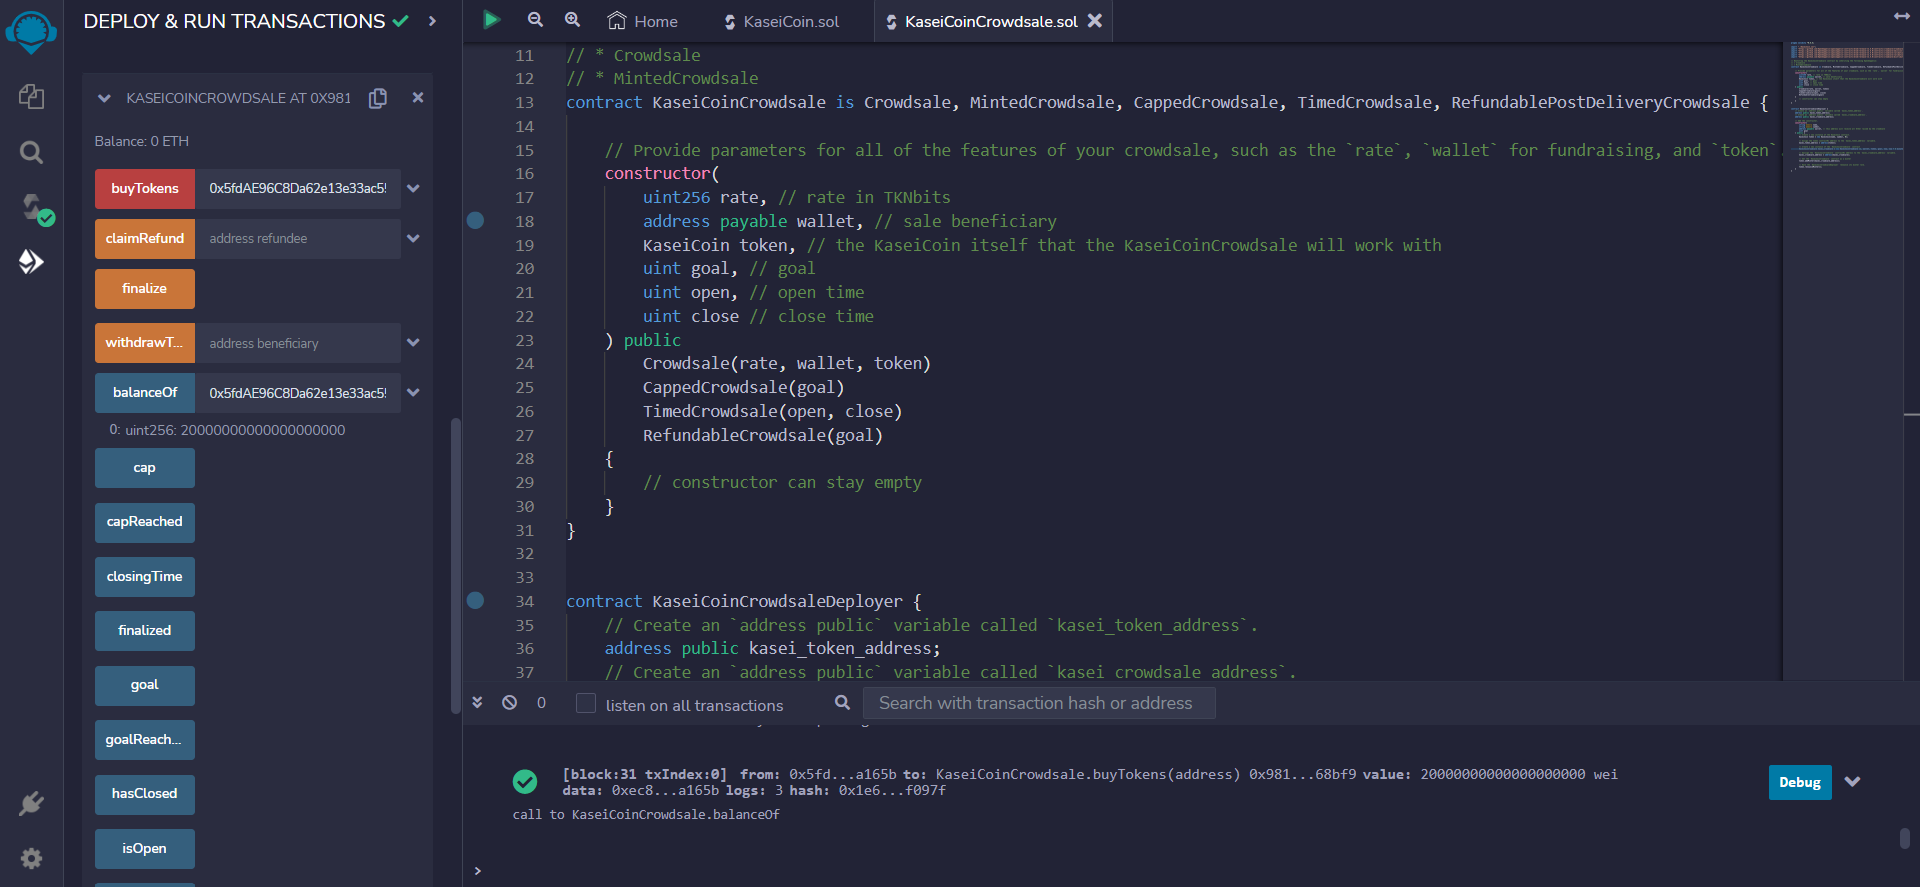 DEPLOY & RUN TRANSACTIONS
KASEICOINCROWDSALE AT 0X981
Balance: 0 ETH
buyTokens 0x5fdAE96C8Da62e13e33ac5
claimRefund address refundee
finalize
withdrawT... address beneficiary
balanceOf 0x5fdAE96C8Da62e13e33ac5
0: uint256: 20000000000000000000
cap
capReached
closingTime
finalized
goal
goalReach...
hasClosed
isOpen
Home KaseiCoin.sol KaseiCoinCrowdsale.sol
11 // * Crowdsale
12 // * MintedCrowdsale
13 contract KaseiCoinCrowdsale is Crowdsale, MintedCrowdsale, CappedCrowdsale, TimedCrowdsale, RefundablePostDeliveryCrowdsale {
14
15 // Provide parameters for all of the features of your crowdsale, such as the `rate`, `wallet` for fundraising, and `token`
16 constructor(
17 uint256 rate, // rate in TKNbits
18 address payable wallet, // sale beneficiary
19 KaseiCoin token, // the KaseiCoin itself that the KaseiCoinCrowdsale will work with
20 uint goal, // goal
21 uint open, // open time
22 uint close // close time
23 ) public
24 Crowdsale(rate, wallet, token)
25 CappedCrowdsale(goal)
26 TimedCrowdsale(open, close)
27 RefundableCrowdsale(goal)
28 {
29 // constructor can stay empty
30 }
31 }
32
33
34 contract KaseiCoinCrowdsaleDeployer {
35 // Create an `address public` variable called `kasei_token_address`.
36 address public kasei_token_address;
37 // Create an `address public` variable called `kasei_crowdsale_address`.
0 listen on all transactions Search with transaction hash or address
[block:31 txIndex:0] from: 0x5fd...a165b to: KaseiCoinCrowdsale.buyTokens(address) 0x981...68bf9 value: 20000000000000000000 wei
data: 0xec8...a165b logs: 3 hash: 0x1e6...f097f
Debug
call to KaseiCoinCrowdsale.balanceOf
>